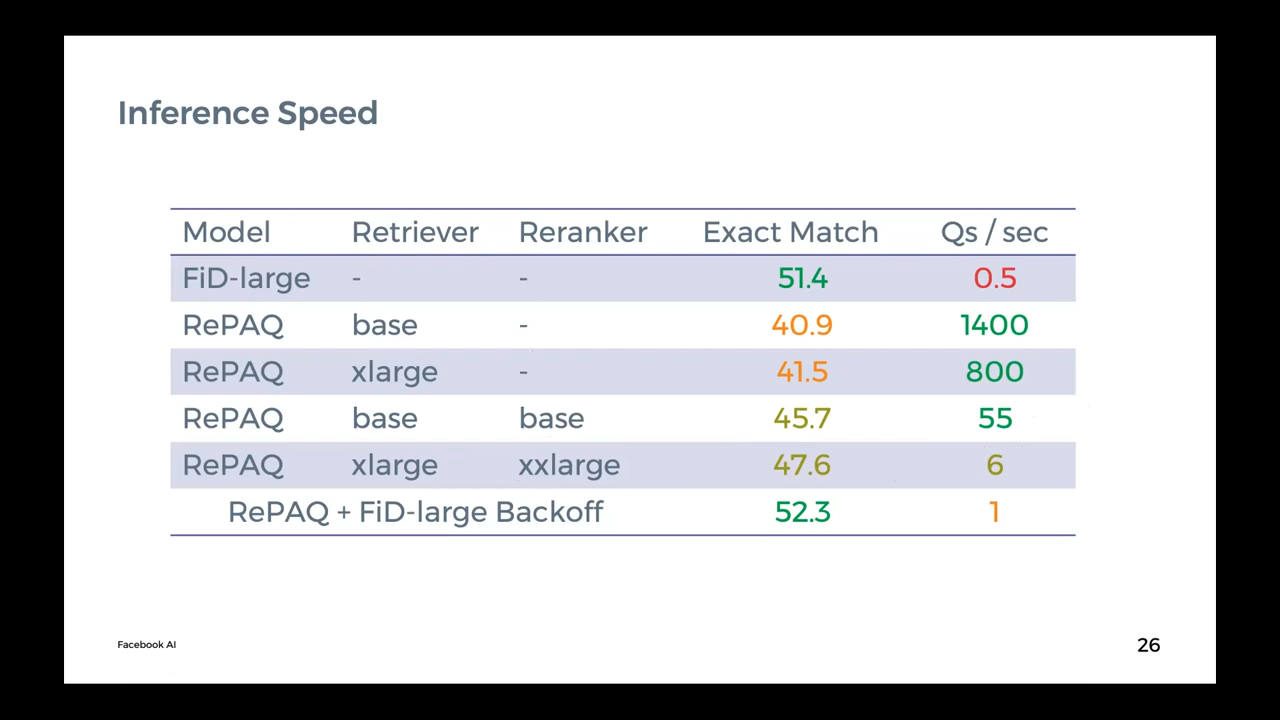 Inference Speed
Model Retriever Reranker Exact Match Qs / sec
FiD-large - - 51.4 0.5
RePAQ base - 40.9 1400
RePAQ xlarge - 41.5 800
RePAQ base base 45.7 55
RePAQ xlarge xxlarge 47.6 6
RePAQ + FiD-large Backoff 52.3 1
Facebook AI 26